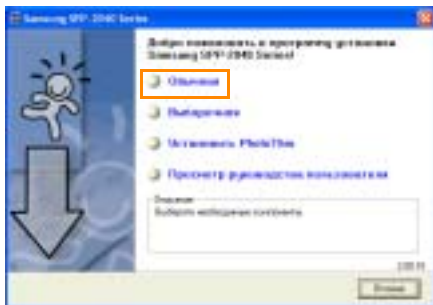 Samsung SPP-2040 Series
Добро пожаловать в программу установки
Samsung SPP-2040 Series!
Обычная
Выборочная
Установить PhotoThru
Просмотр руководства пользователя
Описание
Выберите необходимые компоненты.
Отмена